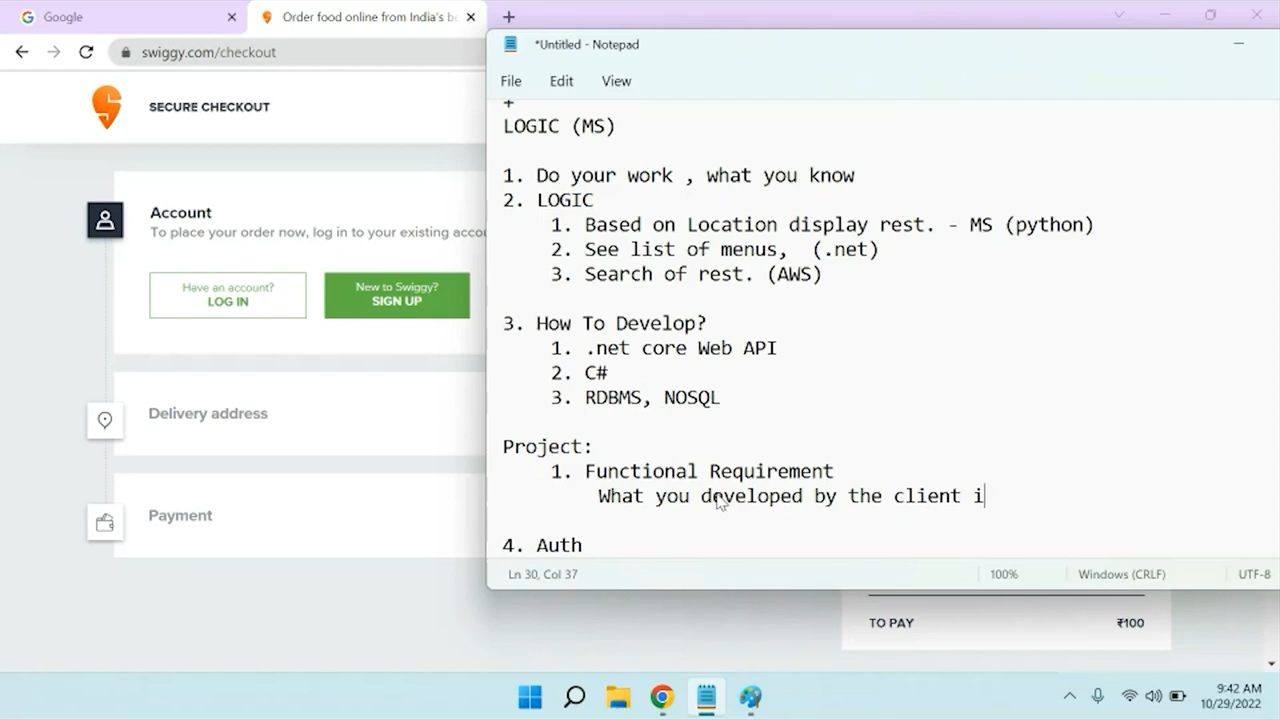 Google
Order food online from India's be
swiggy.com/checkout
SECURE CHECKOUT
Account
To place your order now, log in to your existing accou
Have an account?
LOG IN
New to Swiggy?
SIGN UP
Delivery address
Payment
*Untitled - Notepad
File Edit View
+
LOGIC (MS)
1. Do your work , what you know
2. LOGIC
1. Based on Location display rest. - MS (python)
2. See list of menus, (.net)
3. Search of rest. (AWS)
3. How To Develop?
1. .net core Web API
2. C#
3. RDBMS, NOSQL
Project:
1. Functional Requirement
What you developed by the client i
4. Auth
Ln 30, Col 37
100%
Windows (CRLF)
UTF-8
TO PAY ₹100
9:42 AM
10/29/2022